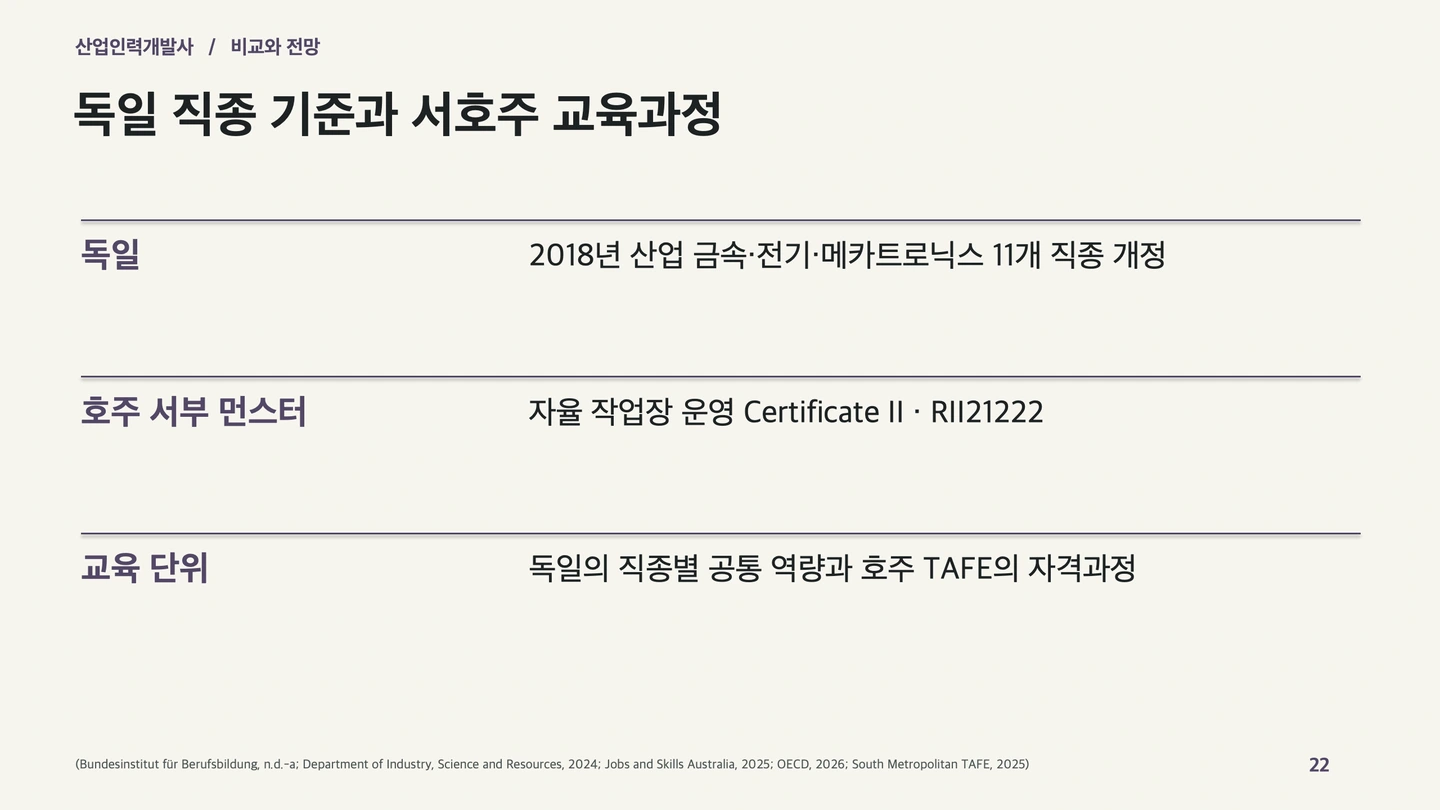 산업인력개발사 / 비교와 전망
독일 직종 기준과 서호주 교육과정
독일
2018년 산업 금속·전기·메카트로닉스 11개 직종 개정
호주 서부 먼스터
자율 작업장 운영 Certificate II · RII21222
교육 단위
독일의 직종별 공통 역량과 호주 TAFE의 자격과정
(Bundesinstitut für Berufsbildung, n.d.-a; Department of Industry, Science and Resources, 2024; Jobs and Skills Australia, 2025; OECD, 2026; South Metropolitan TAFE, 2025)
22